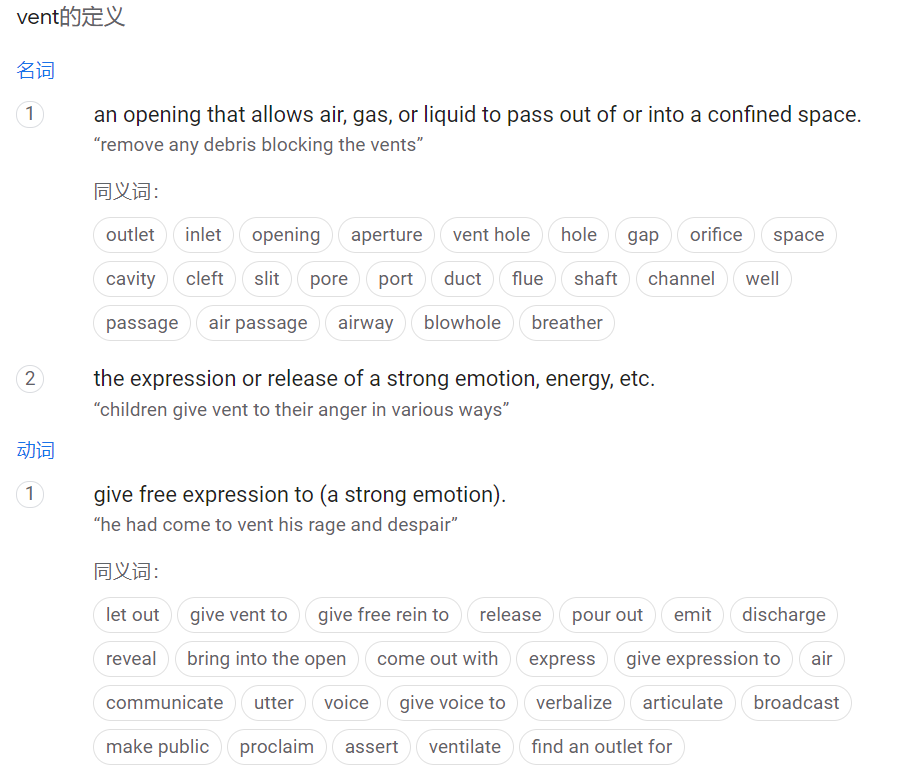 vent的定义
名词
1 an opening that allows air, gas, or liquid to pass out of or into a confined space.
“remove any debris blocking the vents”
同义词：
outlet inlet opening aperture vent hole hole gap orifice space
cavity cleft slit pore port duct flue shaft channel well
passage air passage airway blowhole breather
2 the expression or release of a strong emotion, energy, etc.
“children give vent to their anger in various ways”
动词
1 give free expression to (a strong emotion).
“he had come to vent his rage and despair”
同义词：
let out give vent to give free rein to release pour out emit discharge
reveal bring into the open come out with express give expression to air
communicate utter voice give voice to verbalize articulate broadcast
make public proclaim assert ventilate find an outlet for